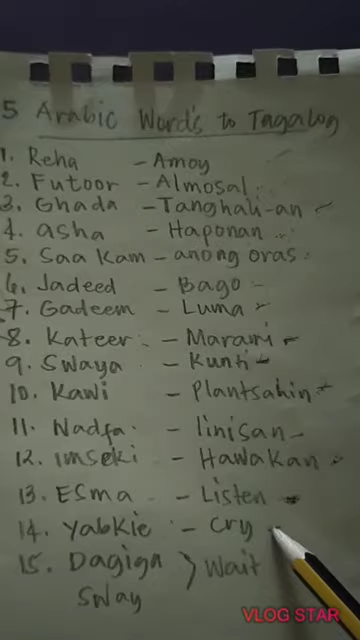 5 Arabic Words to Tagalog
1. Reha - Amoy
2. Futoor - Almosal
3. Ghada - Tanghali-an
4. asha - Haponan
5. Saa kam - anong oras
6. Jadeed - Bago
7. Gadeem - Luma
8. Kateer - Marami
9. Swaya - Kunti
10. Kawi - Plantsahin
11. Nadfa - linisan
12. imseki - Hawakan
13. Esma - Listen
14. Yabkie - Cry
15. Dagiga } Wait
Sway
VLOG STAR